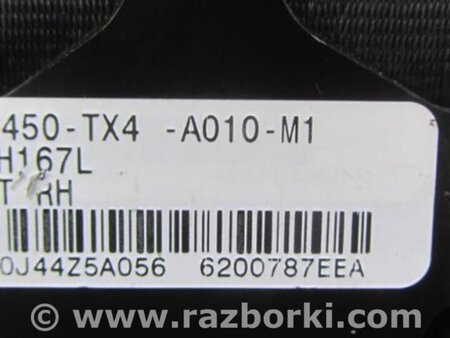 450-TX4 -A010-M1
H167L
T RH
0J44Z5A056 6200787EEA
© www.razborki.com